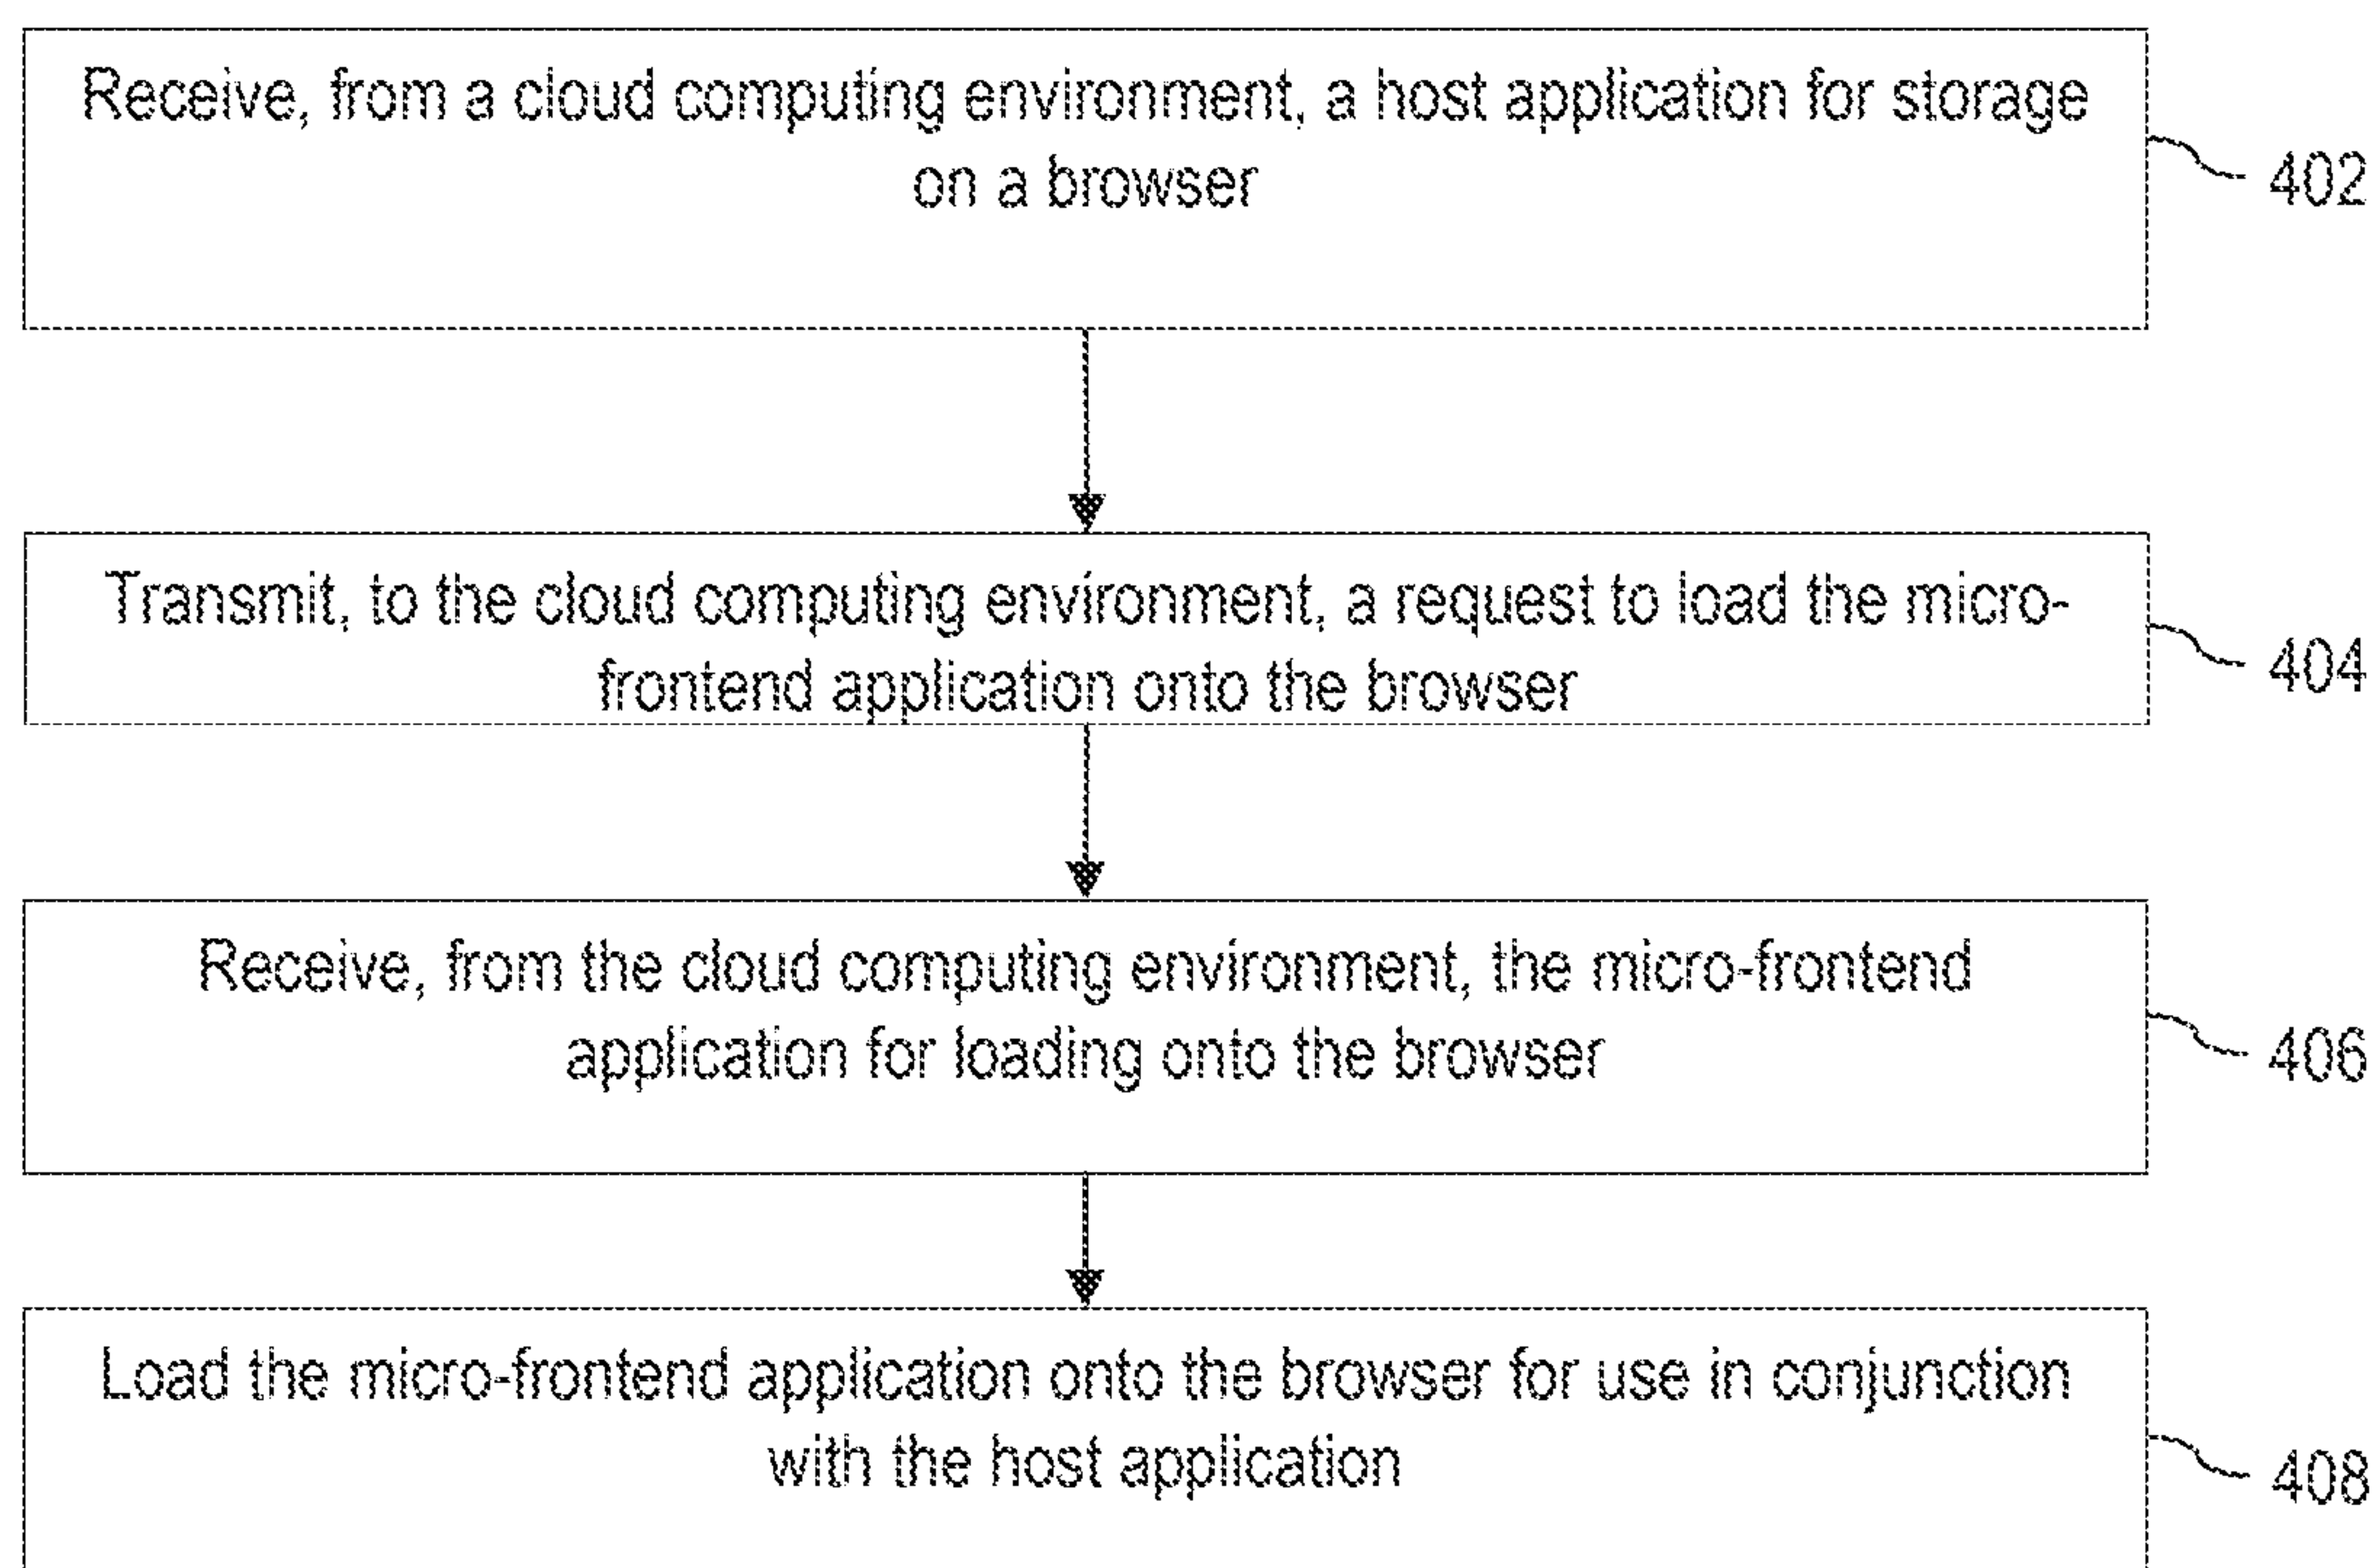 Receive, from a cloud computing environment, a host application for storage
on a browser
402
Transmit, to the cloud computing environment, a request to load the micro-
frontend application onto the browser
404
Receive, from the cloud computing environment, the micro-frontend
application for loading onto the browser
406
Load the micro-frontend application onto the browser for use in conjunction
with the host application
408